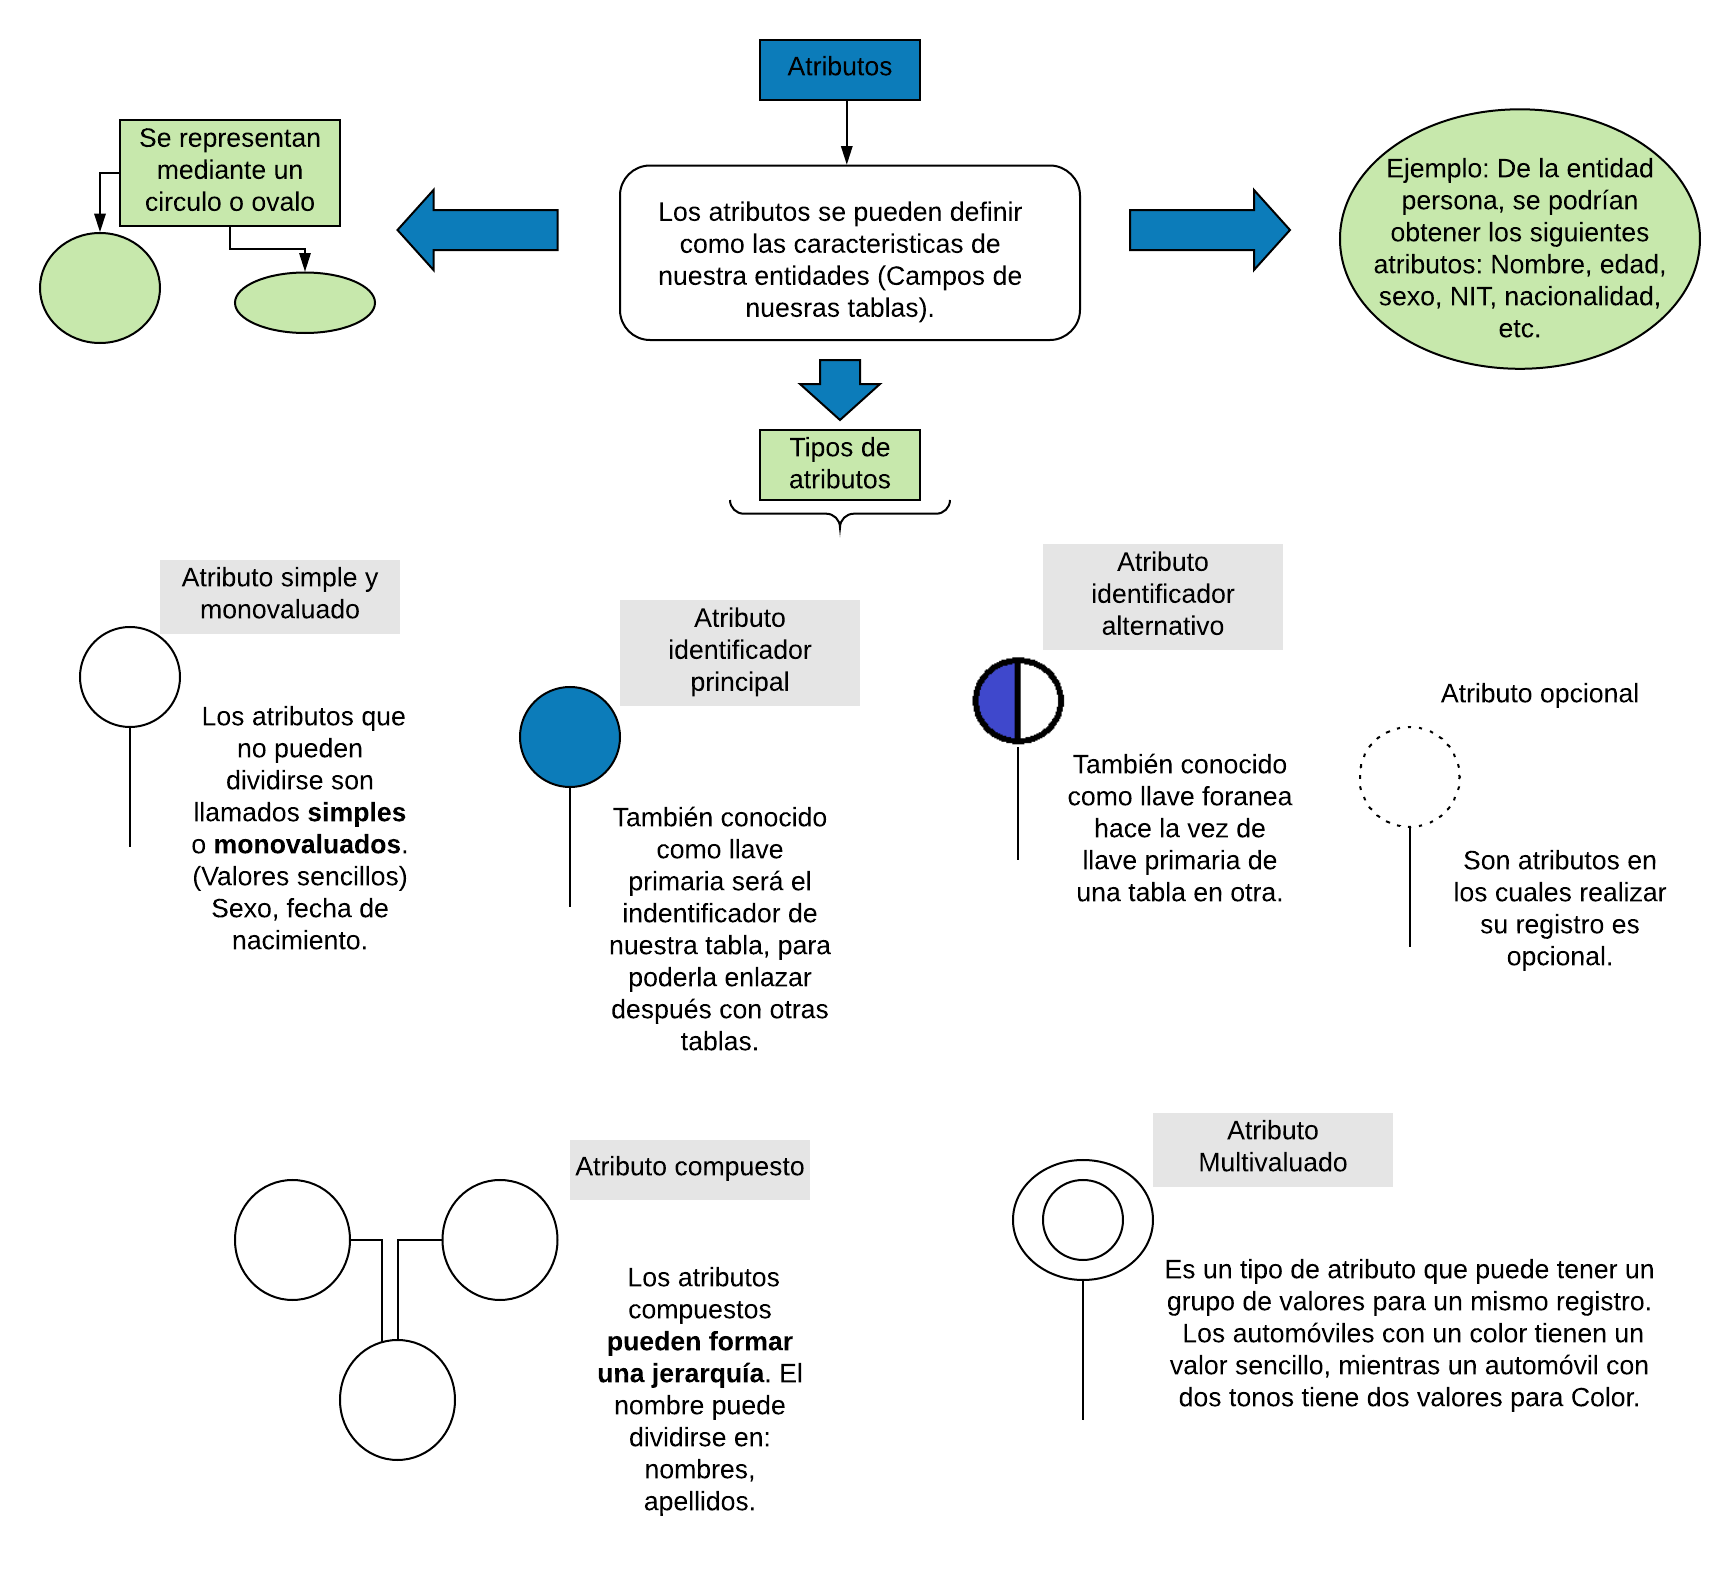 Atributos
Se representan
mediante un
circulo o ovalo
Los atributos se pueden definir
como las caracteristicas de
nuestra entidades (Campos de
nuesras tablas).
Ejemplo: De la entidad
persona, se podrían
obtener los siguientes
atributos: Nombre, edad,
sexo, NIT, nacionalidad,
etc.
Tipos de
atributos
Atributo simple y
monovaluado
Los atributos que
no pueden
dividirse son
llamados simples
o monovaluados.
(Valores sencillos)
Sexo, fecha de
nacimiento.
Atributo
identificador
principal
También conocido
como llave
primaria será el
indentificador de
nuestra tabla, para
poderla enlazar
después con otras
tablas.
Atributo
identificador
alternativo
También conocido
como llave foranea
hace la vez de
llave primaria de
una tabla en otra.
Atributo opcional
Son atributos en
los cuales realizar
su registro es
opcional.
Atributo compuesto
Los atributos
compuestos
pueden formar
una jerarquía. El
nombre puede
dividirse en:
nombres,
apellidos.
Atributo
Multivaluado
Es un tipo de atributo que puede tener un
grupo de valores para un mismo registro.
Los automóviles con un color tienen un
valor sencillo, mientras un automóvil con
dos tonos tiene dos valores para Color.